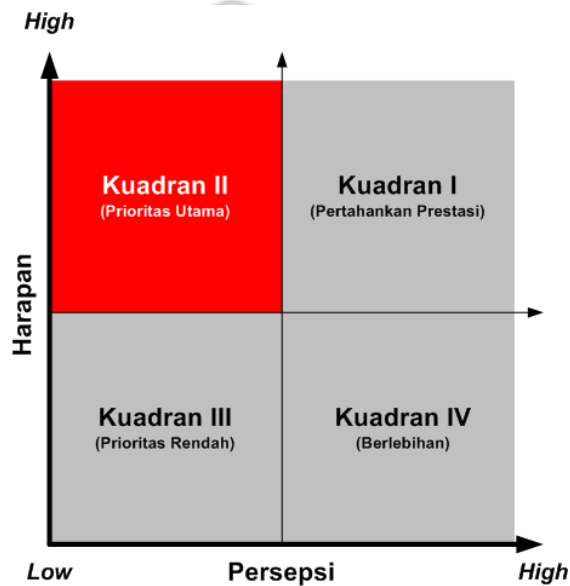 High
Kuadran II
(Prioritas Utama)
Kuadran I
(Pertahankan Prestasi)
Harapan
Kuadran III
(Prioritas Rendah)
Kuadran IV
(Berlebihan)
Low
Persepsi
High